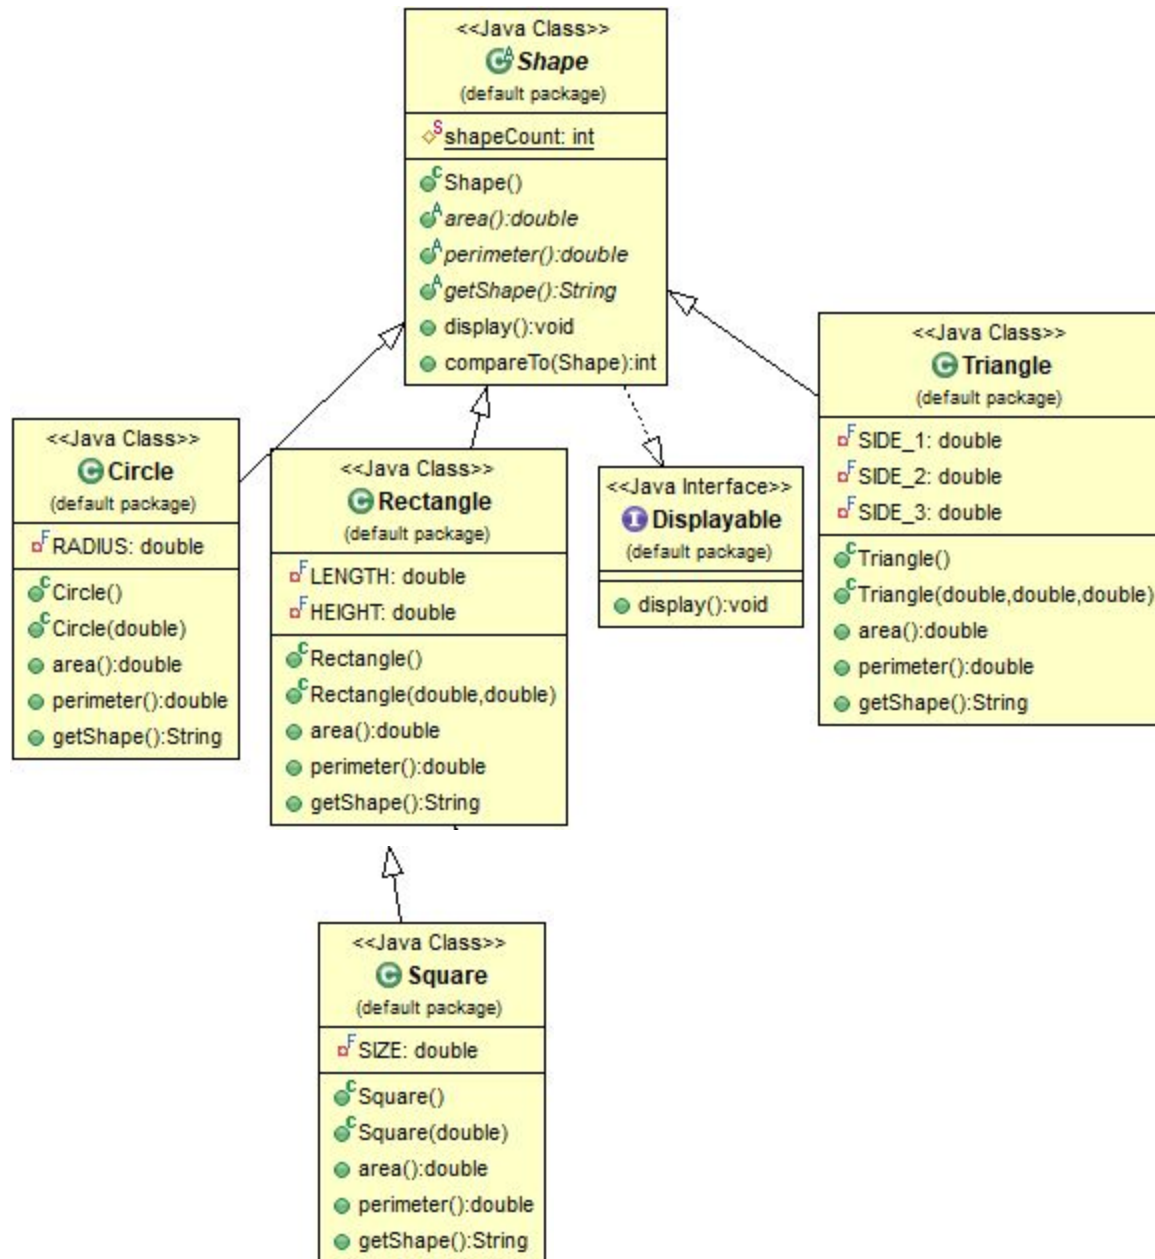 <<Java Class>>
Shape
(default package)
shapeCount: int
Shape()
area():double
perimeter():double
getShape():String
display():void
compareTo(Shape):int
<<Java Class>>
Circle
(default package)
RADIUS: double
Circle()
Circle(double)
area():double
perimeter():double
getShape():String
<<Java Class>>
Rectangle
(default package)
LENGTH: double
HEIGHT: double
Rectangle()
Rectangle(double,double)
area():double
perimeter():double
getShape():String
<<Java Interface>>
Displayable
(default package)
display():void
<<Java Class>>
Triangle
(default package)
SIDE_1: double
SIDE_2: double
SIDE_3: double
Triangle()
Triangle(double,double,double)
area():double
perimeter():double
getShape():String
<<Java Class>>
Square
(default package)
SIZE: double
Square()
Square(double)
area():double
perimeter():double
getShape():String